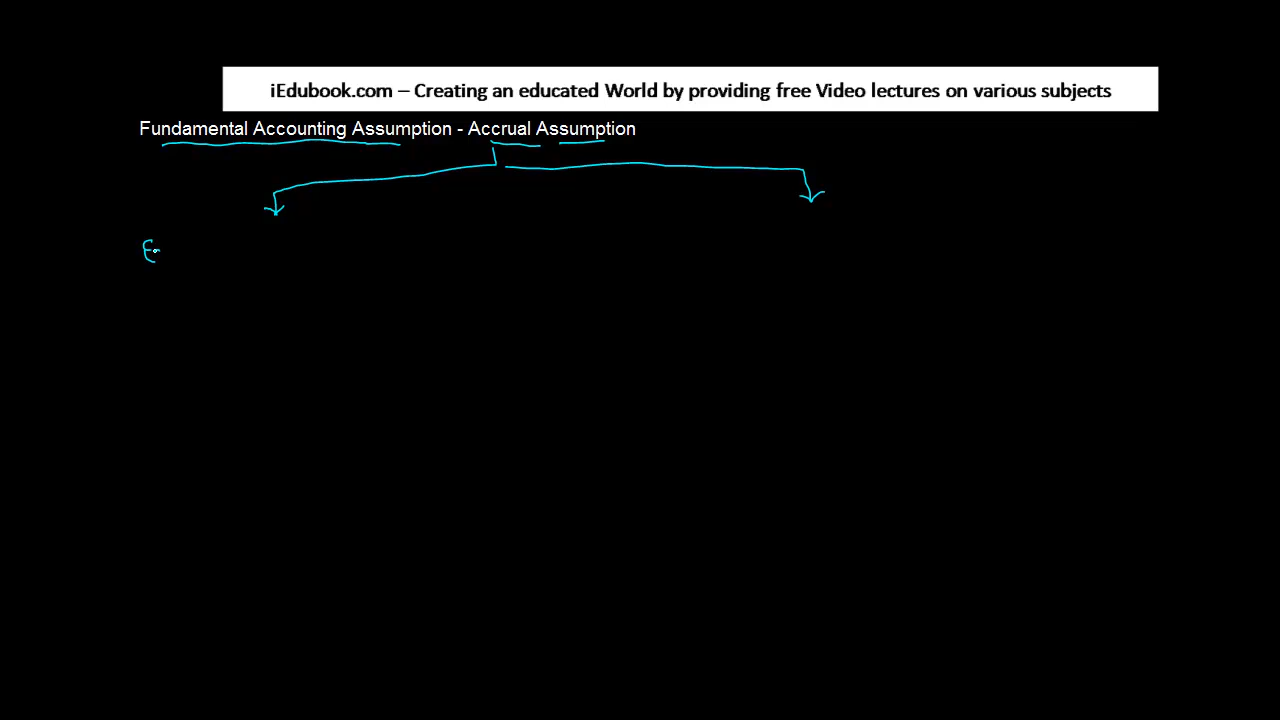 iEdubook.com – Creating an educated World by providing free Video lectures on various subjects
Fundamental Accounting Assumption - Accrual Assumption
E